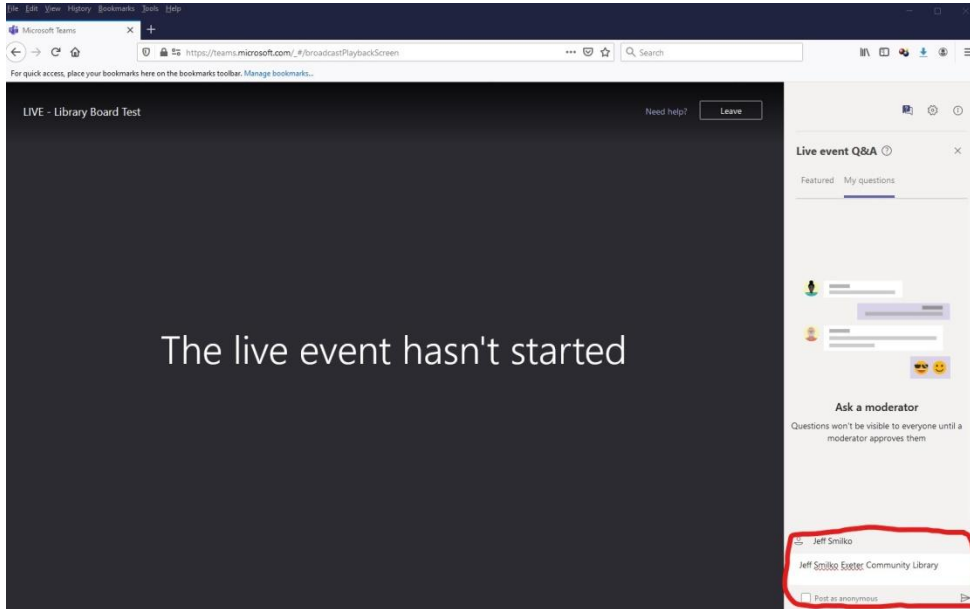 File Edit View History Bookmarks Tools Help
Microsoft Teams
https://teams.microsoft.com/_#/broadcastPlaybackScreen
Search
For quick access, place your bookmarks here on the bookmarks toolbar. Manage bookmarks...
LIVE - Library Board Test
Need help?
Leave
Live event Q&A
Featured My questions
The live event hasn't started
Ask a moderator
Questions won't be visible to everyone until a
moderator approves them
Jeff Smilko
Jeff Smilko Exeter Community Library
Post as anonymous